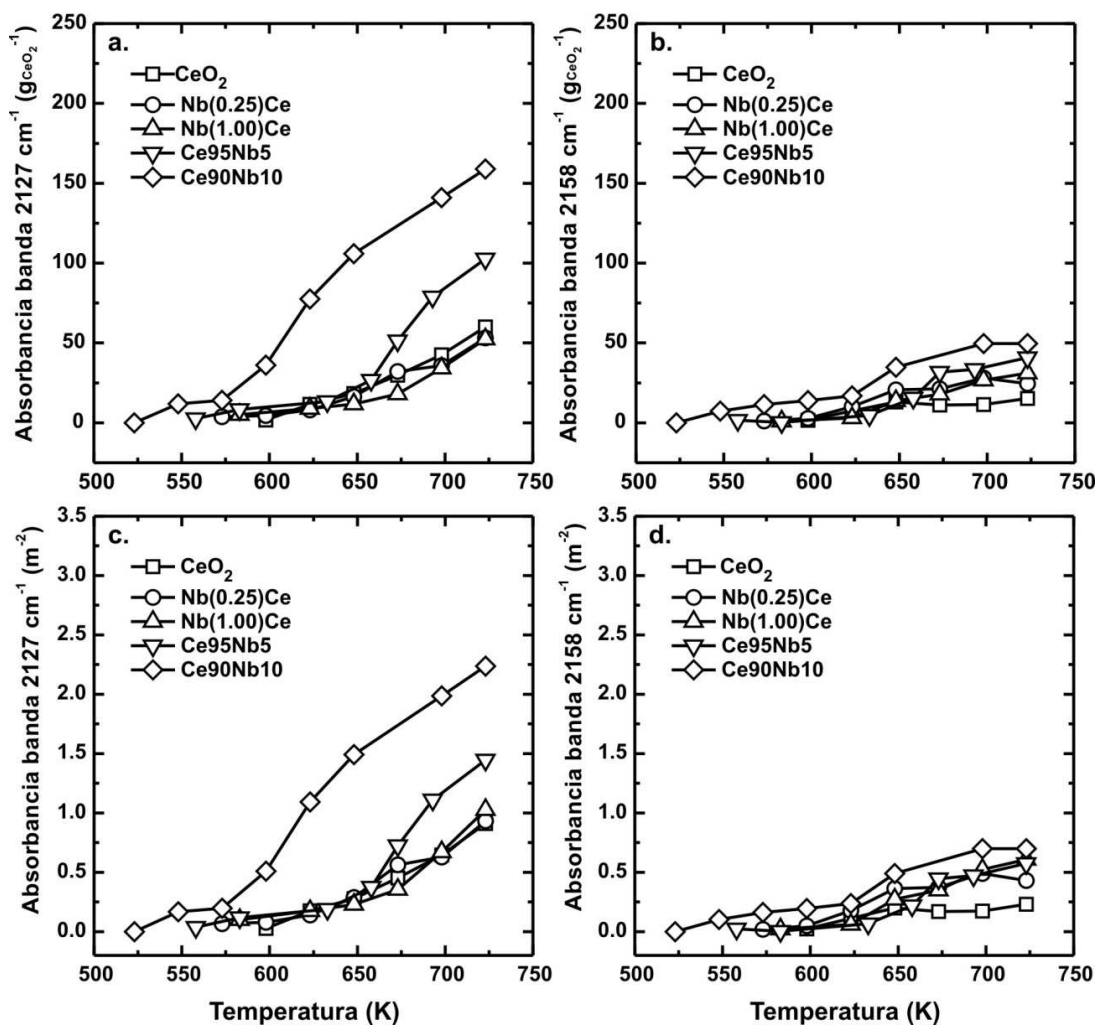 a.
CeO₂
Nb(0.25)Ce
Nb(1.00)Ce
Ce95Nb5
Ce90Nb10
Absorbancia banda 2127 cm⁻¹ (gCeO₂⁻¹)
250
200
150
100
50
0
500 550 600 650 700 750
b.
CeO₂
Nb(0.25)Ce
Nb(1.00)Ce
Ce95Nb5
Ce90Nb10
Absorbancia banda 2158 cm⁻¹ (gCeO₂⁻¹)
250
200
150
100
50
0
500 550 600 650 700 750
c.
CeO₂
Nb(0.25)Ce
Nb(1.00)Ce
Ce95Nb5
Ce90Nb10
Absorbancia banda 2127 cm⁻¹ (m⁻²)
3.5
3.0
2.5
2.0
1.5
1.0
0.5
0.0
500 550 600 650 700 750
Temperatura (K)
d.
CeO₂
Nb(0.25)Ce
Nb(1.00)Ce
Ce95Nb5
Ce90Nb10
Absorbancia banda 2158 cm⁻¹ (m⁻²)
3.5
3.0
2.5
2.0
1.5
1.0
0.5
0.0
500 550 600 650 700 750
Temperatura (K)